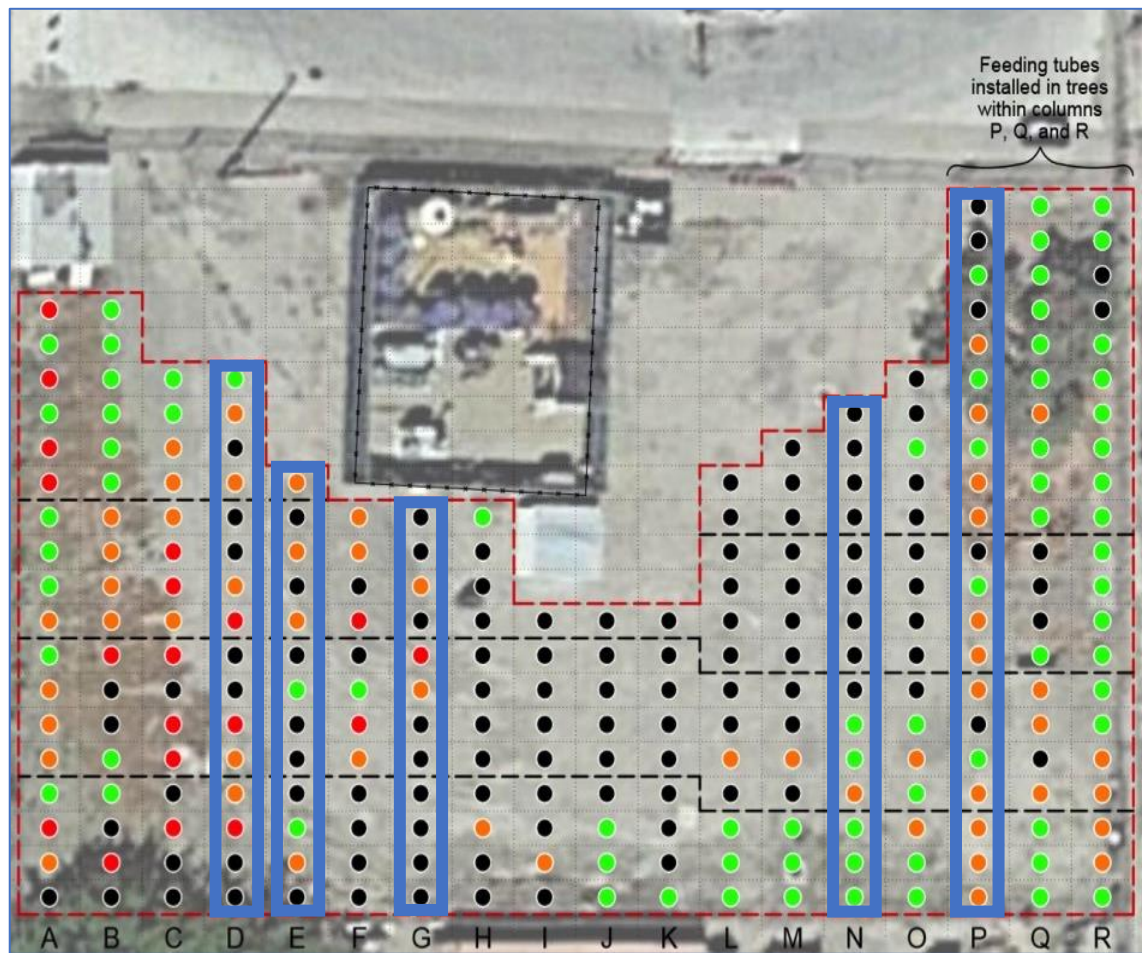 Feeding tubes
installed in trees
within columns
P, Q, and R
A B C D E F G H I J K L M N O P Q R